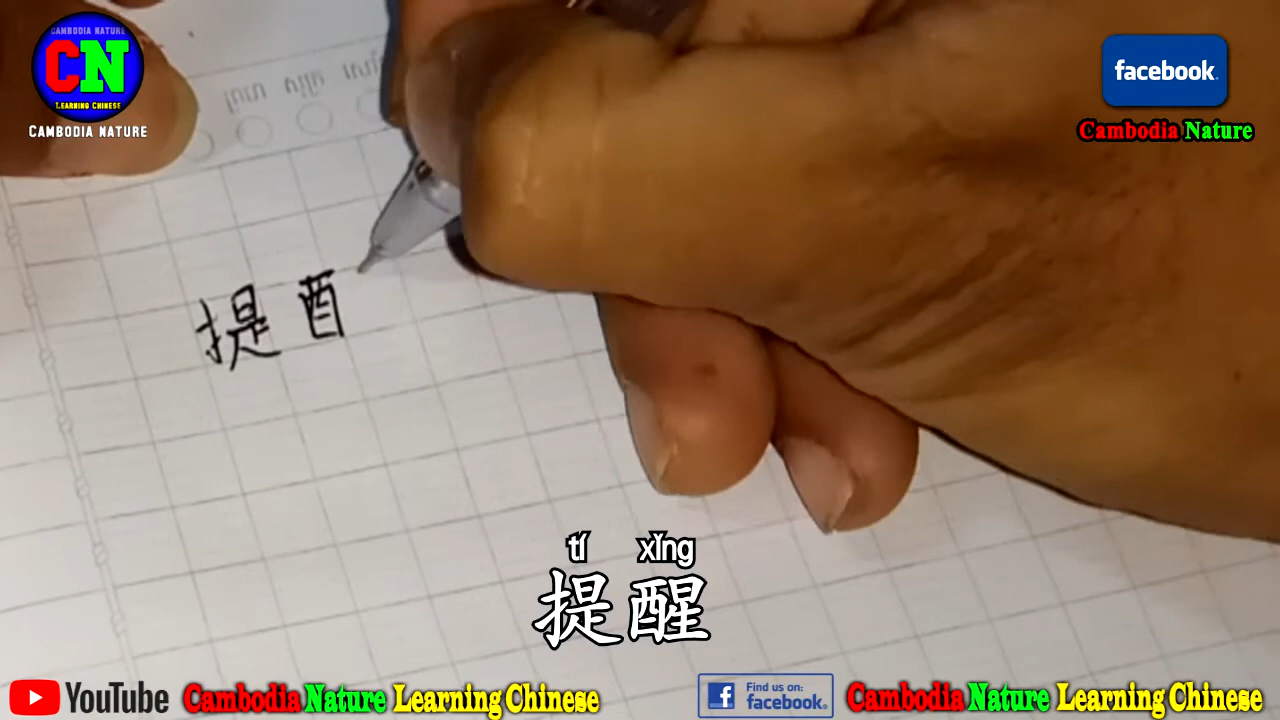 CAMBODIA NATURE
CN
LEARNING CHINESE
CAMBODIA NATURE
facebook
Cambodia Nature
提酉
tí xǐng
提醒
YouTube Cambodia Nature Learning Chinese
Find us on: facebook Cambodia Nature Learning Chinese